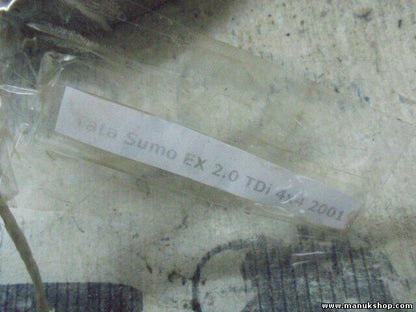 Tata Sumo EX 2.0 TDi 4x4 2001
www.manukshop.com